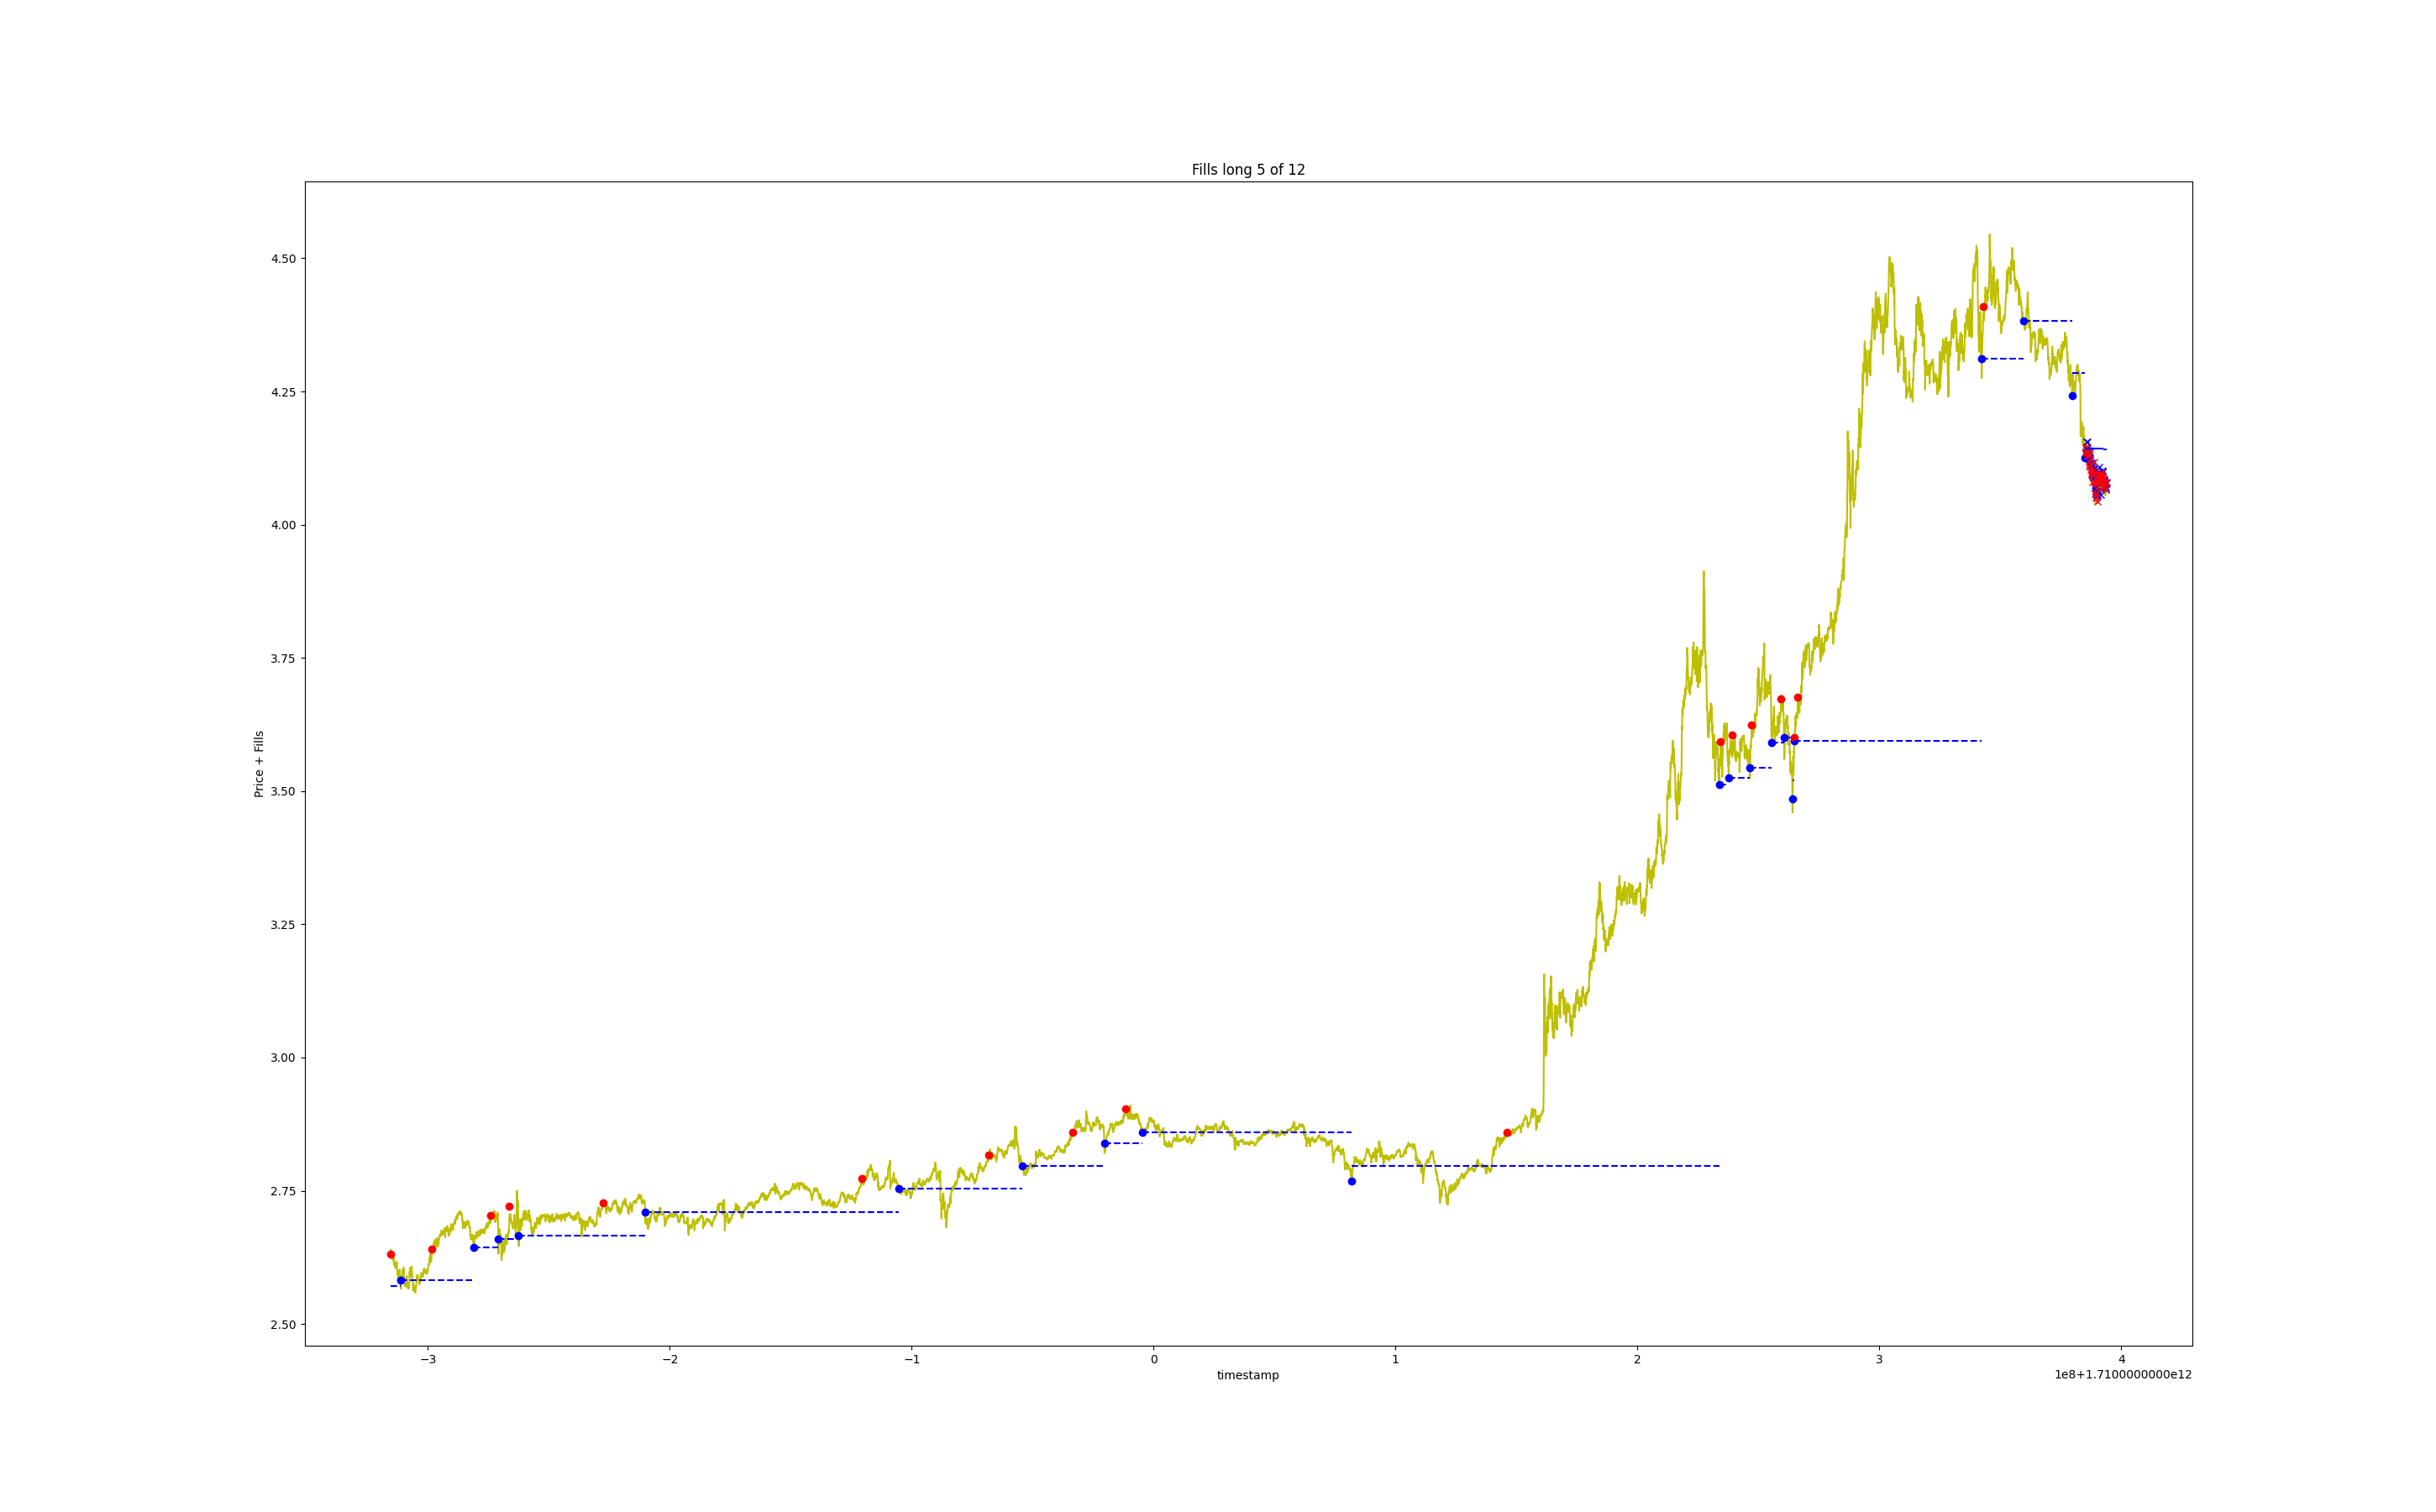 Fills long 5 of 12
4.50
4.25
4.00
3.75
3.50
3.25
3.00
2.75
2.50
Price + Fills
−3 −2 −1 0 1 2 3 4
timestamp
1e8+1.7100000000e12